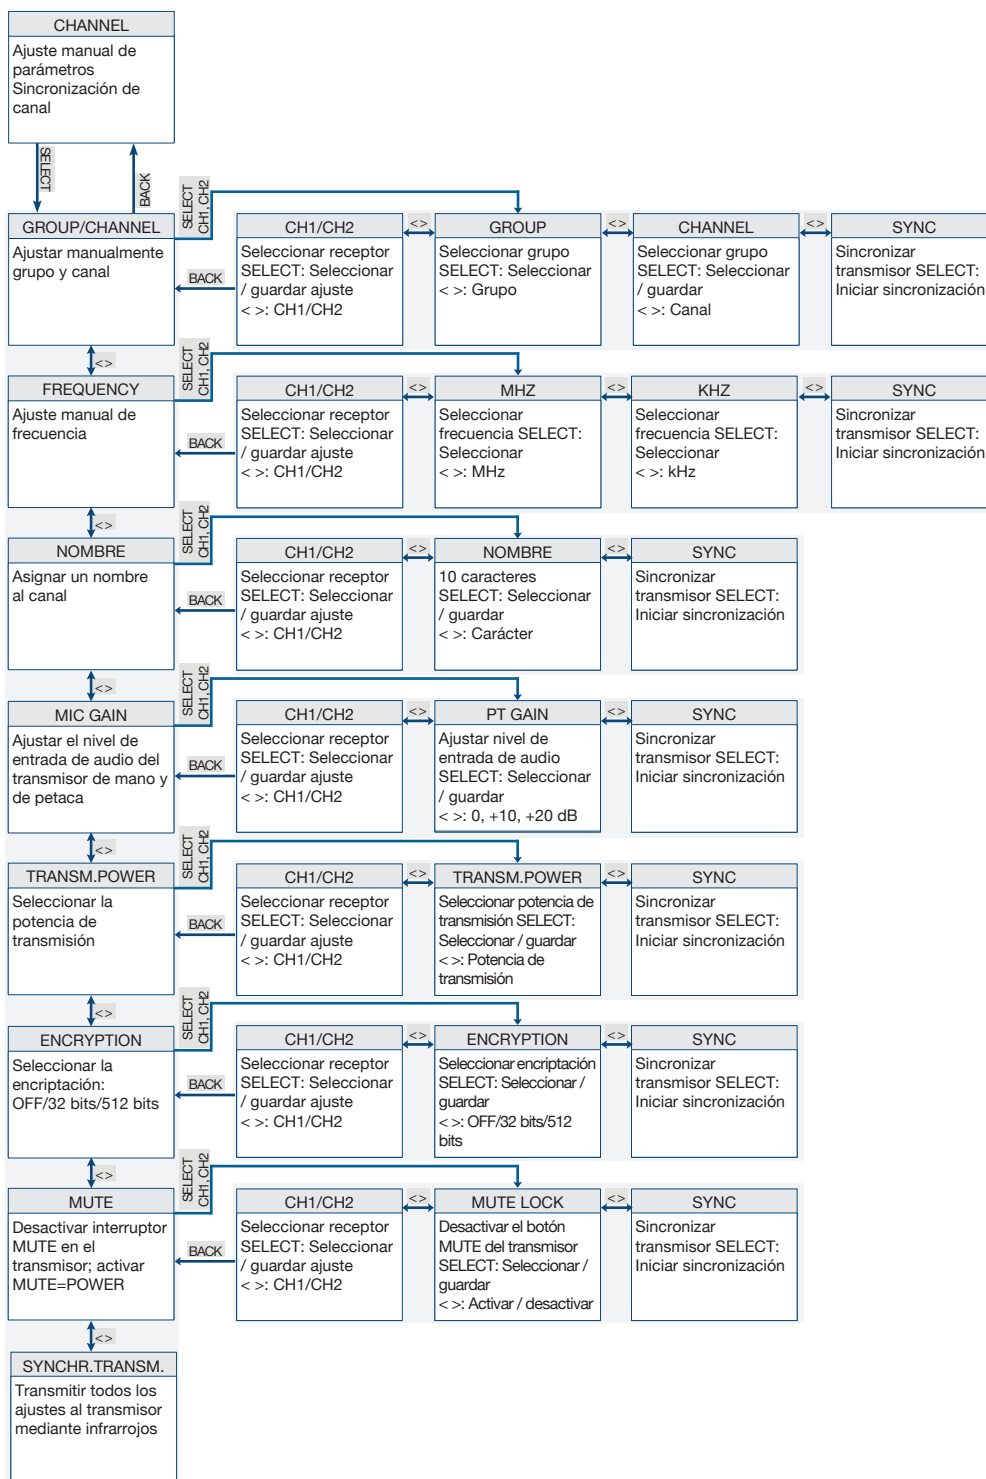 CHANNEL
Ajuste manual de
parámetros
Sincronización de
canal
SELECT
BACK
SELECT
CH1, CH2
GROUP/CHANNEL
Ajustar manualmente
grupo y canal
BACK
CH1/CH2
Seleccionar receptor
SELECT: Seleccionar
/ guardar ajuste
< >: CH1/CH2
<>
GROUP
Seleccionar grupo
SELECT: Seleccionar
< >: Grupo
<>
CHANNEL
Seleccionar grupo
SELECT: Seleccionar
/ guardar
< >: Canal
<>
SYNC
Sincronizar
transmisor SELECT:
Iniciar sincronización
<>
SELECT
CH1, CH2
FREQUENCY
Ajuste manual de
frecuencia
BACK
CH1/CH2
Seleccionar receptor
SELECT: Seleccionar
/ guardar ajuste
< >: CH1/CH2
<>
MHZ
Seleccionar
frecuencia SELECT:
Seleccionar
< >: MHz
<>
KHZ
Seleccionar
frecuencia SELECT:
Seleccionar
< >: kHz
<>
SYNC
Sincronizar
transmisor SELECT:
Iniciar sincronización
<>
SELECT
CH1, CH2
NOMBRE
Asignar un nombre
al canal
BACK
CH1/CH2
Seleccionar receptor
SELECT: Seleccionar
/ guardar ajuste
< >: CH1/CH2
<>
NOMBRE
10 caracteres
SELECT: Seleccionar
/ guardar
< >: Carácter
<>
SYNC
Sincronizar
transmisor SELECT:
Iniciar sincronización
<>
SELECT
CH1, CH2
MIC GAIN
Ajustar el nivel de
entrada de audio del
transmisor de mano y
de petaca
BACK
CH1/CH2
Seleccionar receptor
SELECT: Seleccionar
/ guardar ajuste
< >: CH1/CH2
<>
PT GAIN
Ajustar nivel de
entrada de audio
SELECT: Seleccionar
/ guardar
< >: 0, +10, +20 dB
<>
SYNC
Sincronizar
transmisor SELECT:
Iniciar sincronización
<>
SELECT
CH1, CH2
TRANSM.POWER
Seleccionar la
potencia de
transmisión
BACK
CH1/CH2
Seleccionar receptor
SELECT: Seleccionar
/ guardar ajuste
< >: CH1/CH2
<>
TRANSM.POWER
Seleccionar potencia de
transmisión SELECT:
Seleccionar / guardar
< >: Potencia de
transmisión
<>
SYNC
Sincronizar
transmisor SELECT:
Iniciar sincronización
<>
SELECT
CH1, CH2
ENCRYPTION
Seleccionar la
encriptación:
OFF/32 bits/512 bits
BACK
CH1/CH2
Seleccionar receptor
SELECT: Seleccionar
/ guardar ajuste
< >: CH1/CH2
<>
ENCRYPTION
Seleccionar encriptación
SELECT: Seleccionar /
guardar
< >: OFF/32 bits/512
bits
<>
SYNC
Sincronizar
transmisor SELECT:
Iniciar sincronización
<>
SELECT
CH1, CH2
MUTE
Desactivar interruptor
MUTE en el
transmisor; activar
MUTE=POWER
BACK
CH1/CH2
Seleccionar receptor
SELECT: Seleccionar
/ guardar ajuste
< >: CH1/CH2
<>
MUTE LOCK
Desactivar el botón
MUTE del transmisor
SELECT: Seleccionar /
guardar
< >: Activar / desactivar
<>
SYNC
Sincronizar
transmisor SELECT:
Iniciar sincronización
<>
SYNCHR.TRANSM.
Transmitir todos los
ajustes al transmisor
mediante infrarrojos